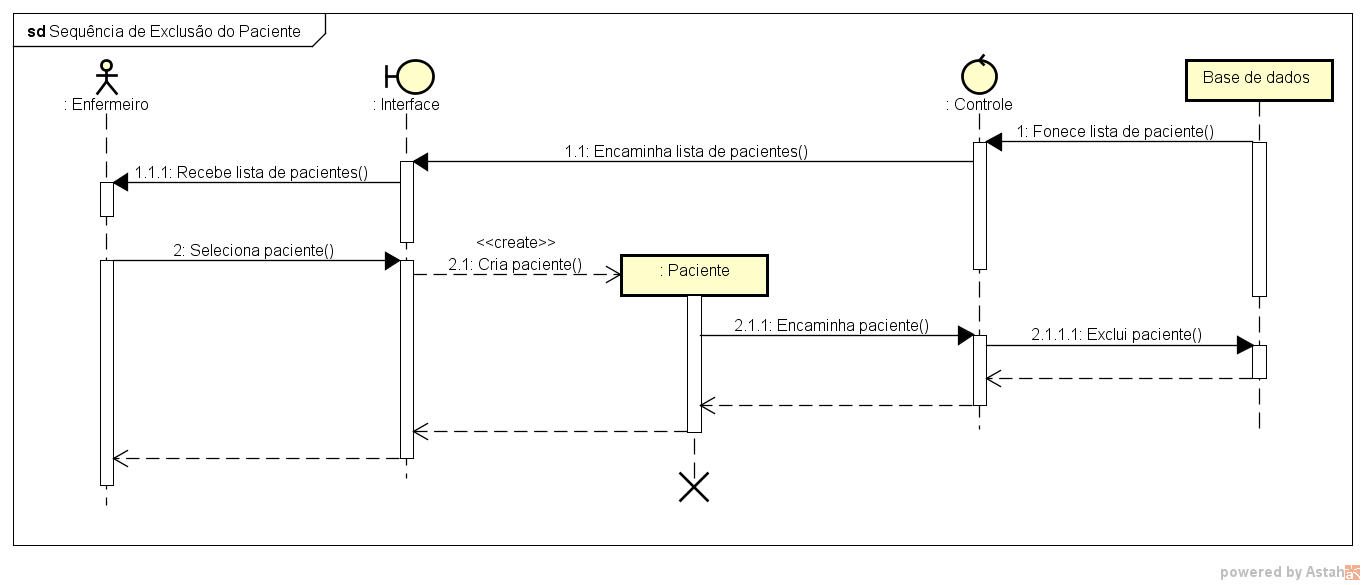 sd Sequência de Exclusão do Paciente
: Enfermeiro
: Interface
: Controle
Base de dados
1: Fonece lista de paciente()
1.1: Encaminha lista de pacientes()
1.1.1: Recebe lista de pacientes()
2: Seleciona paciente()
<<create>>
2.1: Cria paciente()
: Paciente
2.1.1: Encaminha paciente()
2.1.1.1: Exclui paciente()
powered by Astah